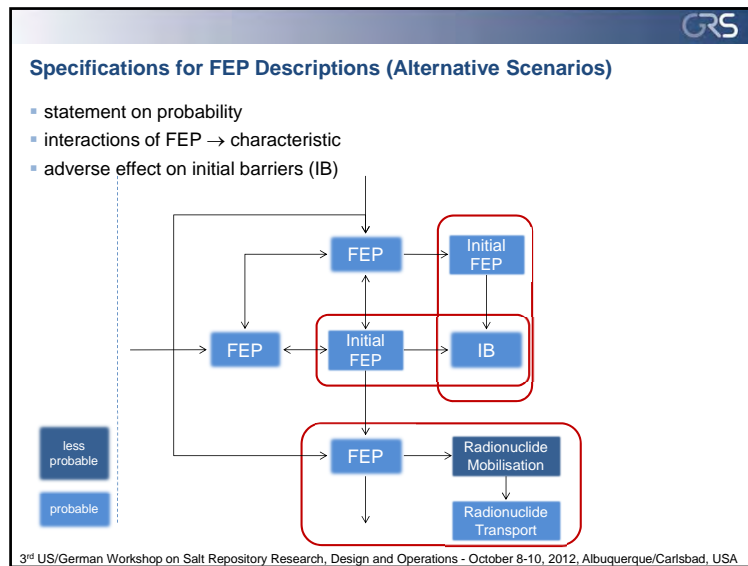 GRS
Specifications for FEP Descriptions (Alternative Scenarios)
▪ statement on probability
▪ interactions of FEP → characteristic
▪ adverse effect on initial barriers (IB)
FEP
Initial
FEP
FEP
Initial
FEP
IB
less
probable
FEP
Radionuclide
Mobilisation
probable
Radionuclide
Transport
3rd US/German Workshop on Salt Repository Research, Design and Operations - October 8-10, 2012, Albuquerque/Carlsbad, USA